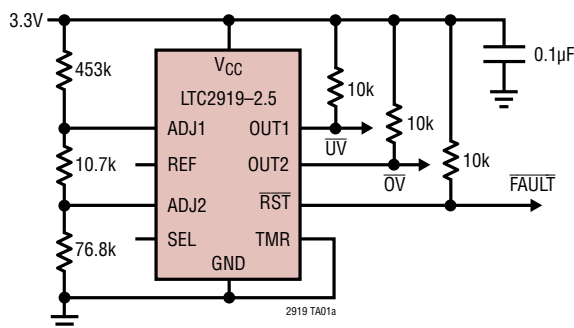 3.3V
453k
10.7k
76.8k
VCC
LTC2919–2.5
ADJ1
REF
ADJ2
SEL
OUT1
OUT2
RST
TMR
GND
10k
UV
10k
OV
10k
FAULT
0.1µF
2919 TA01a